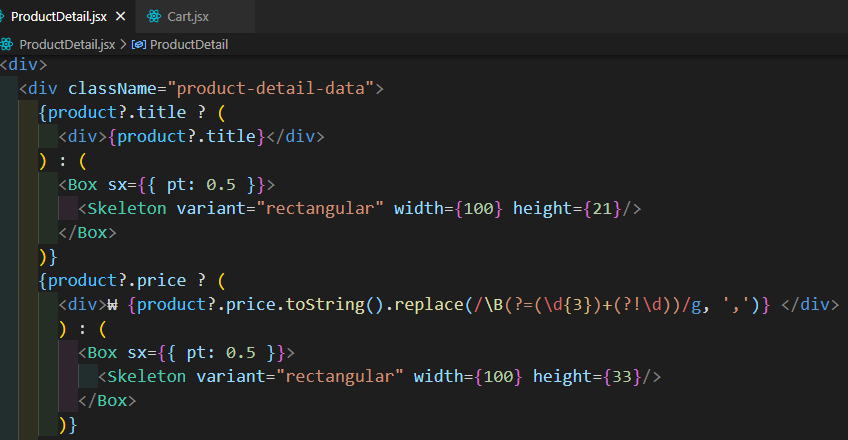 ProductDetail.jsx × Cart.jsx
ProductDetail.jsx > ProductDetail
<div>
<div className="product-detail-data">
{product?.title ? (
<div>{product?.title}</div>
) : (
<Box sx={{ pt: 0.5 }}>
<Skeleton variant="rectangular" width={100} height={21}/>
</Box>
)}
{product?.price ? (
<div>₩ {product?.price.toString().replace(/\B(?=(\d{3})+(?!\d))/g, ',')} </div>
) : (
<Box sx={{ pt: 0.5 }}>
<Skeleton variant="rectangular" width={100} height={33}/>
</Box>
)}